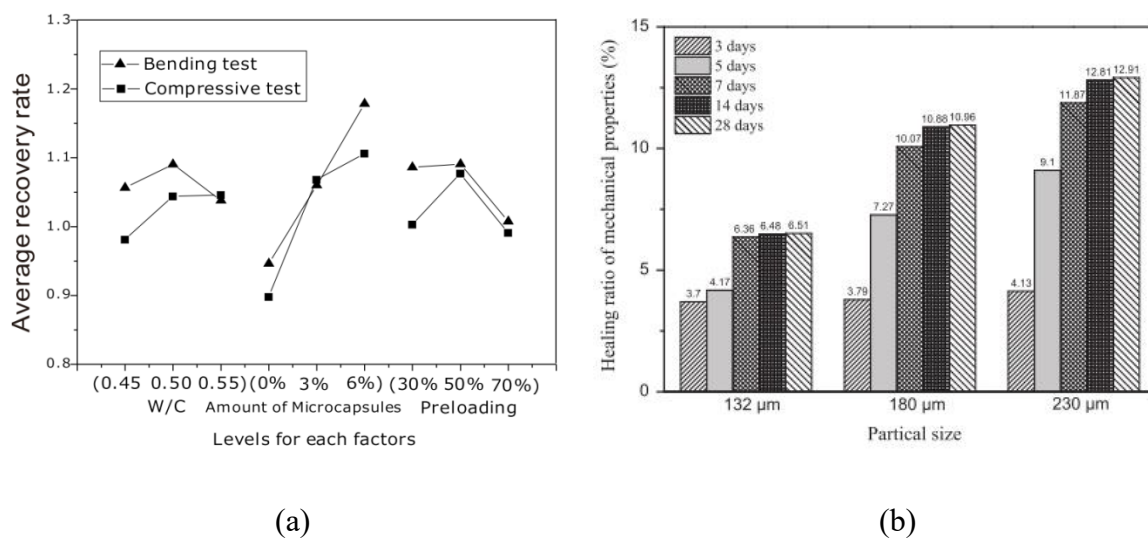 1.3
1.2
1.1
1.0
0.9
0.8
Average recovery rate
Bending test
Compressive test
(0.45 0.50 0.55) (0% 3% 6%) (30% 50% 70%)
W/C Amount of Microcapsules Preloading
Levels for each factors
(a)
15
10
5
0
Healing ratio of mechanical properties (%)
3 days
5 days
7 days
14 days
28 days
3.7 4.17 6.36 6.48 6.51
3.79 7.27 10.07 10.88 10.96
4.13 9.1 11.87 12.81 12.91
132 µm 180 µm 230 µm
Partical size
(b)